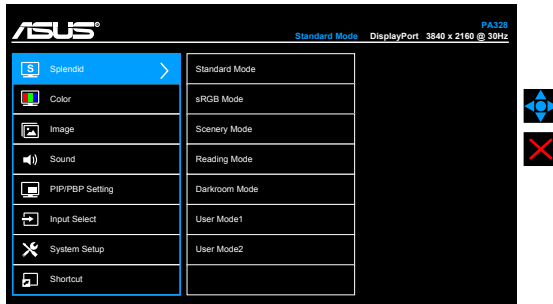 ASUS
PA328
Standard Mode DisplayPort 3840 x 2160 @ 30Hz
S Splendid
Color
Image
Sound
PIP/PBP Setting
Input Select
System Setup
Shortcut
Standard Mode
sRGB Mode
Scenery Mode
Reading Mode
Darkroom Mode
User Mode1
User Mode2